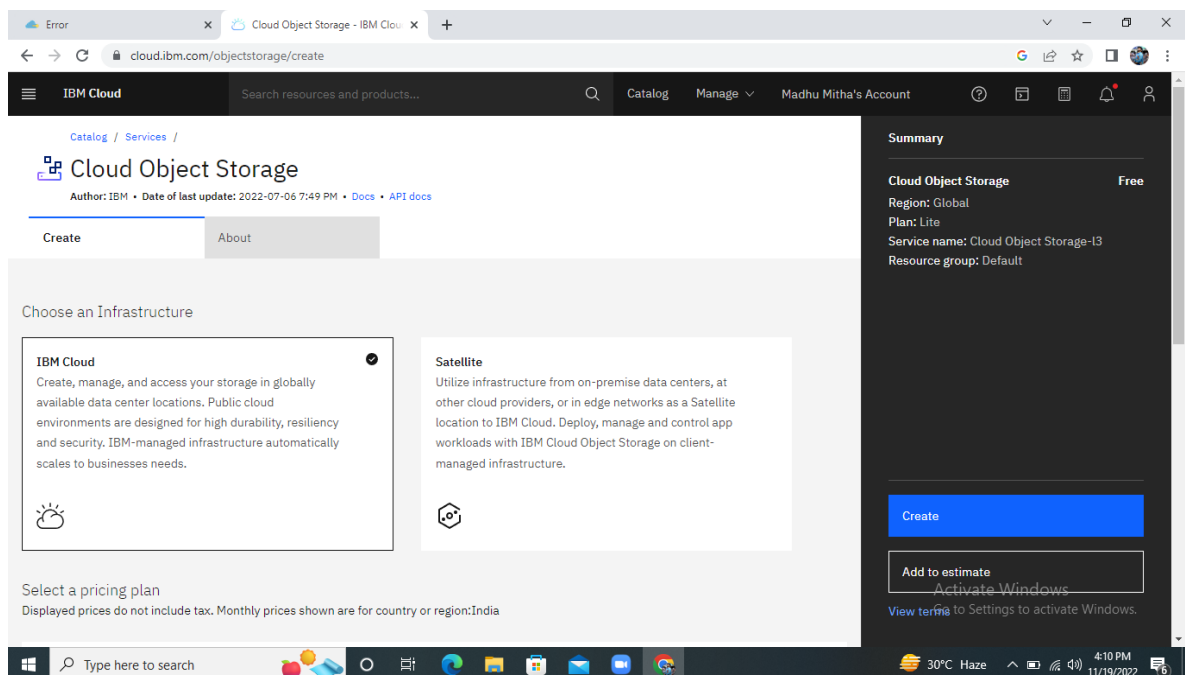 Error
Cloud Object Storage - IBM Clou
cloud.ibm.com/objectstorage/create
IBM Cloud
Search resources and products...
Catalog
Manage
Madhu Mitha's Account
Catalog / Services /
Cloud Object Storage
Author: IBM • Date of last update: 2022-07-06 7:49 PM • Docs • API docs
Create
About
Choose an Infrastructure
IBM Cloud
Create, manage, and access your storage in globally
available data center locations. Public cloud
environments are designed for high durability, resiliency
and security. IBM-managed infrastructure automatically
scales to businesses needs.
Satellite
Utilize infrastructure from on-premise data centers, at
other cloud providers, or in edge networks as a Satellite
location to IBM Cloud. Deploy, manage and control app
workloads with IBM Cloud Object Storage on client-
managed infrastructure.
Select a pricing plan
Displayed prices do not include tax. Monthly prices shown are for country or region:India
Summary
Cloud Object Storage Free
Region: Global
Plan: Lite
Service name: Cloud Object Storage-l3
Resource group: Default
Create
Add to estimate
View terms
Activate Windows
Go to Settings to activate Windows.
Type here to search
30°C Haze
4:10 PM
11/19/2022
6